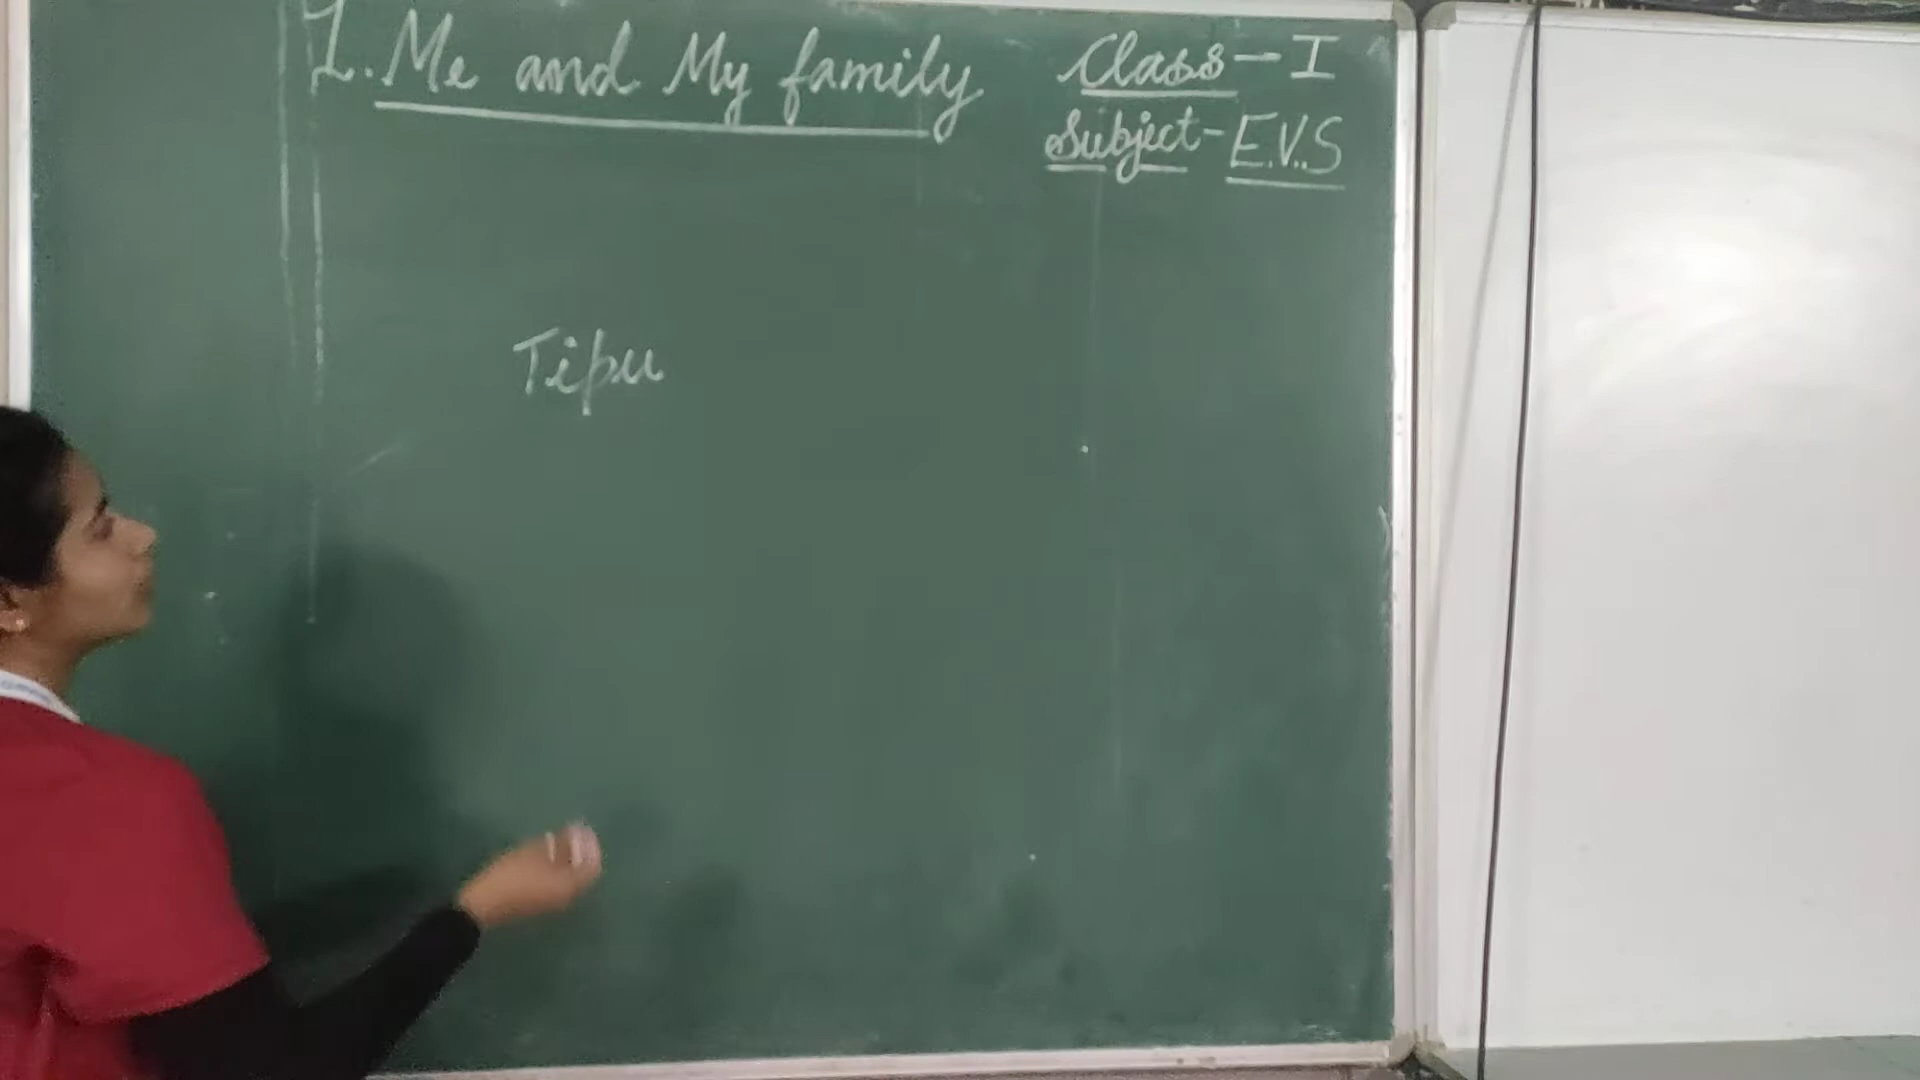 1. Me and My family
Class - I
Subject - E.V.S
Tipu